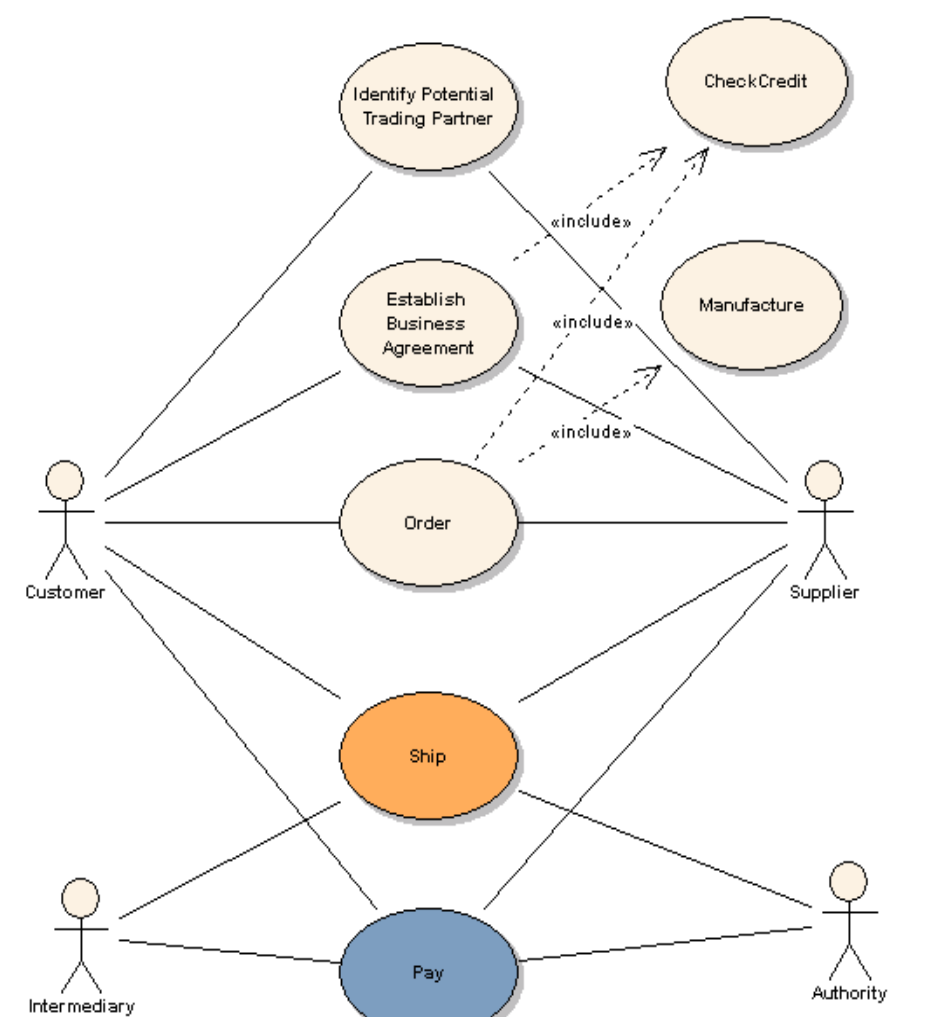 Identify Potential
Trading Partner
CheckCredit
«include»
Establish
Business
Agreement
Manufacture
«include»
«include»
Order
Customer
Supplier
Ship
Pay
Intermediary
Authority